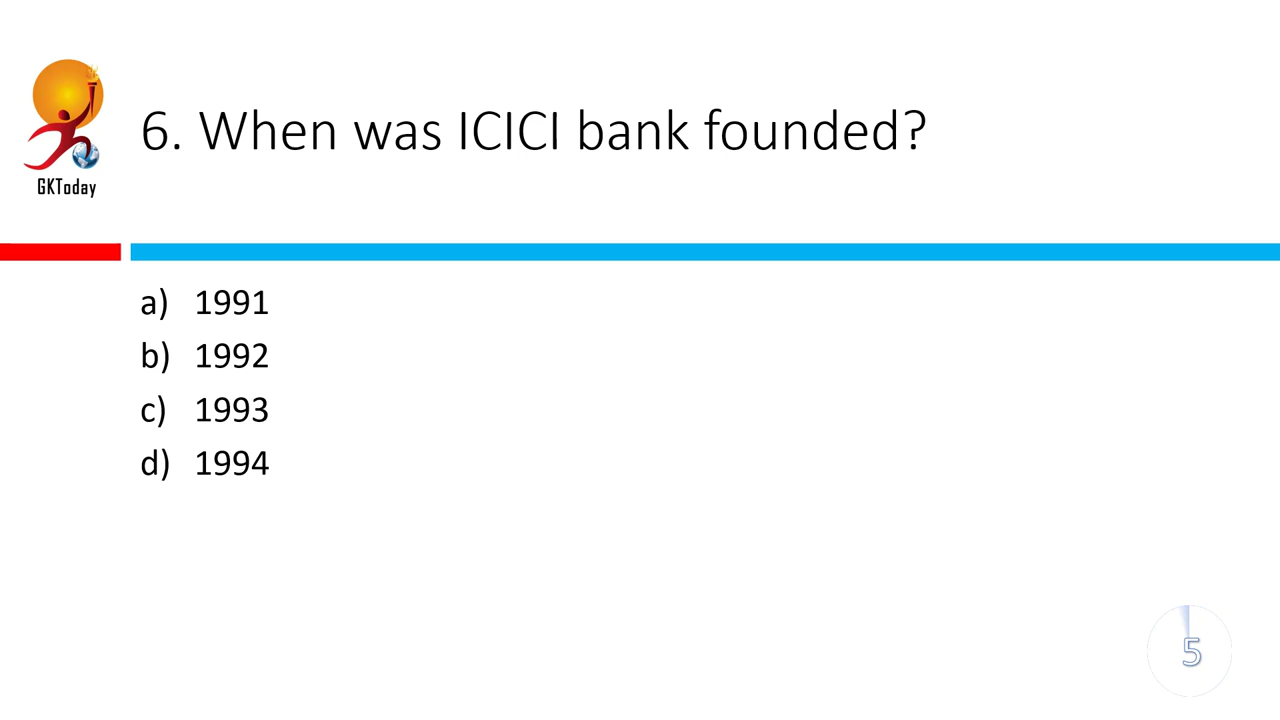 GKToday
6. When was ICICI bank founded?
a) 1991
b) 1992
c) 1993
d) 1994
5